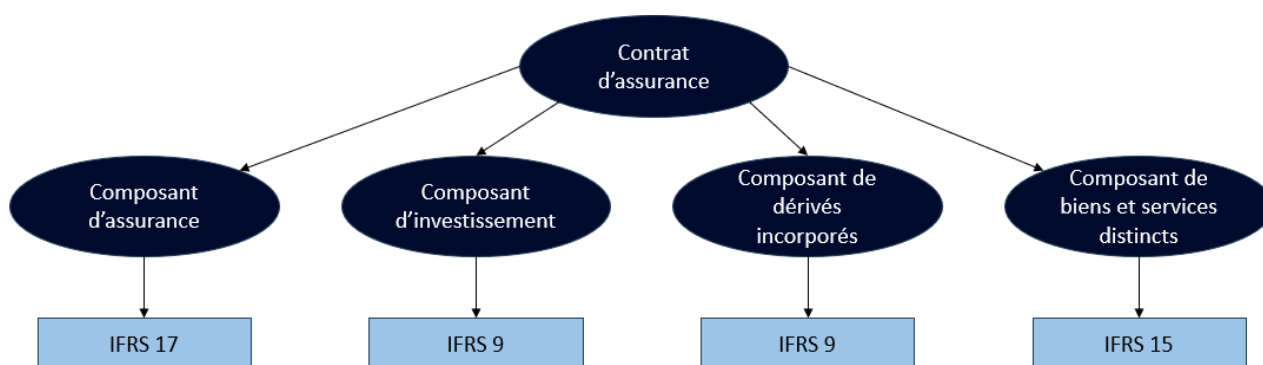 Contrat
d’assurance
Composant
d’assurance
Composant
d’investissement
Composant de
dérivés
incorporés
Composant de
biens et services
distincts
IFRS 17
IFRS 9
IFRS 9
IFRS 15